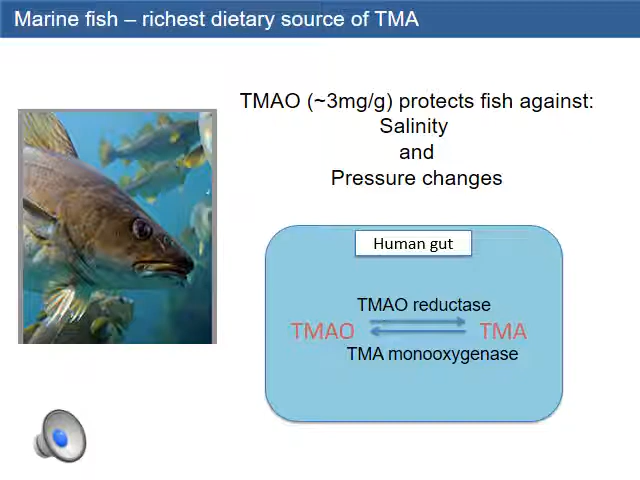 Marine fish – richest dietary source of TMA
TMAO (~3mg/g) protects fish against:
Salinity
and
Pressure changes
Human gut
TMAO reductase
TMAO TMA
TMA monooxygenase